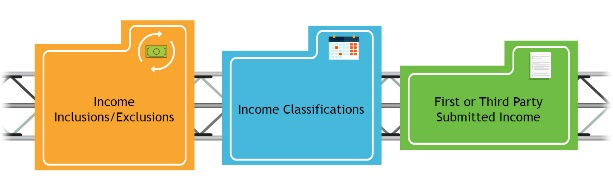 Income
Inclusions/Exclusions
Income Classifications
First or Third Party
Submitted Income